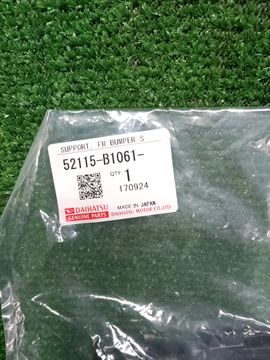 SUPPORT, FR BUMPER S
52115-B1061-
QTY. 1
170924
DAIHATSU
GENUINE PARTS
MADE IN JAPAN
DAIHATSU MOTOR CO.,LTD.